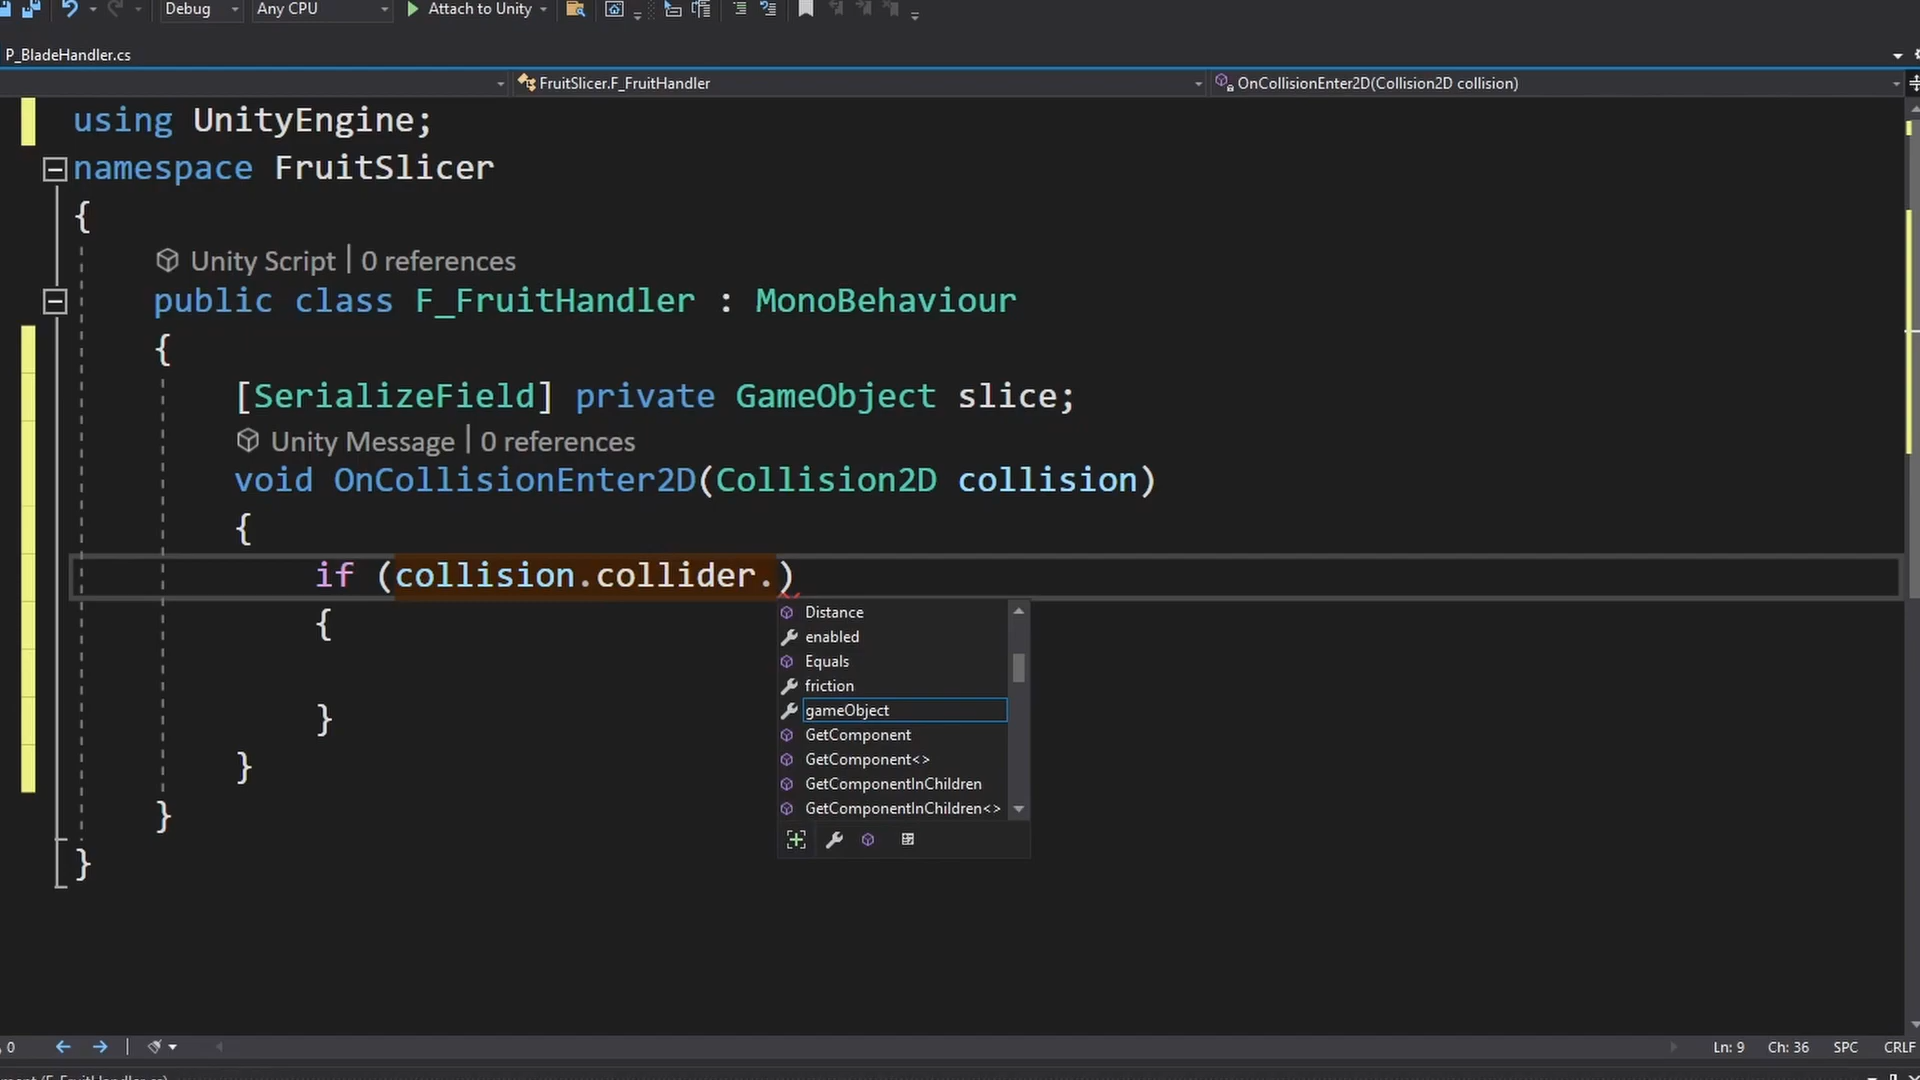 Debug Any CPU Attach to Unity
P_BladeHandler.cs
FruitSlicer.F_FruitHandler OnCollisionEnter2D(Collision2D collision)
using UnityEngine;
namespace FruitSlicer
{
Unity Script | 0 references
public class F_FruitHandler : MonoBehaviour
{
[SerializeField] private GameObject slice;
Unity Message | 0 references
void OnCollisionEnter2D(Collision2D collision)
{
if (collision.collider.)
{
}
}
}
}
Distance
enabled
Equals
friction
gameObject
GetComponent
GetComponent<>
GetComponentInChildren
GetComponentInChildren<>
0 Ln: 9 Ch: 36 SPC CRLF